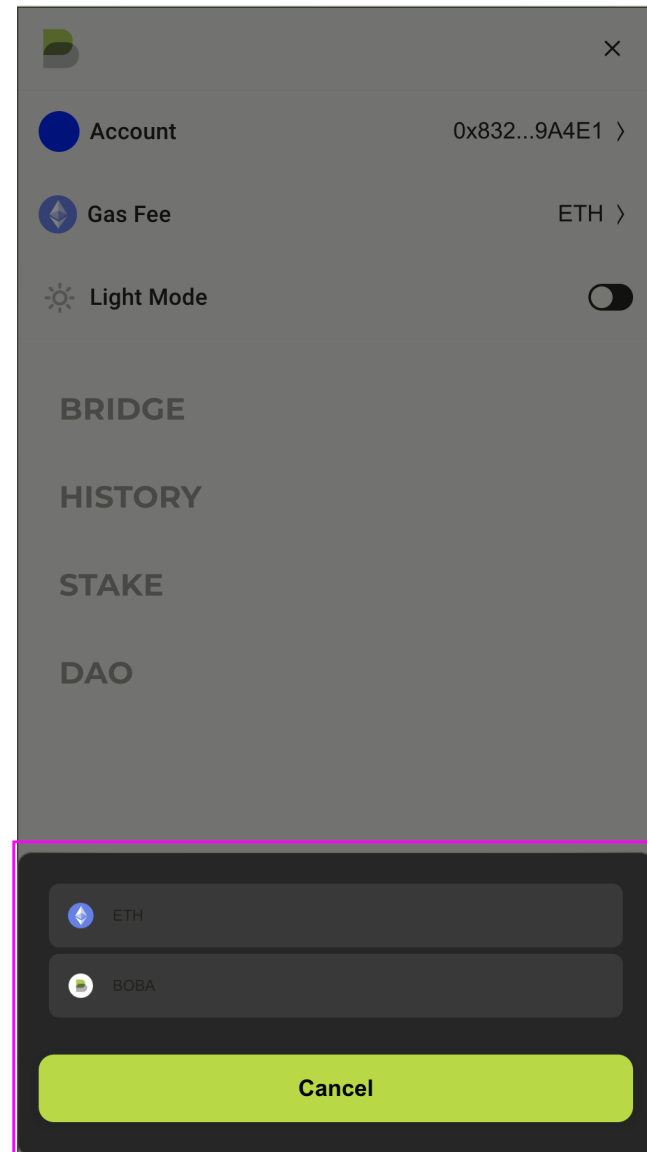 Account 0x832...9A4E1
Gas Fee ETH
Light Mode
BRIDGE
HISTORY
STAKE
DAO
ETH
BOBA
Cancel